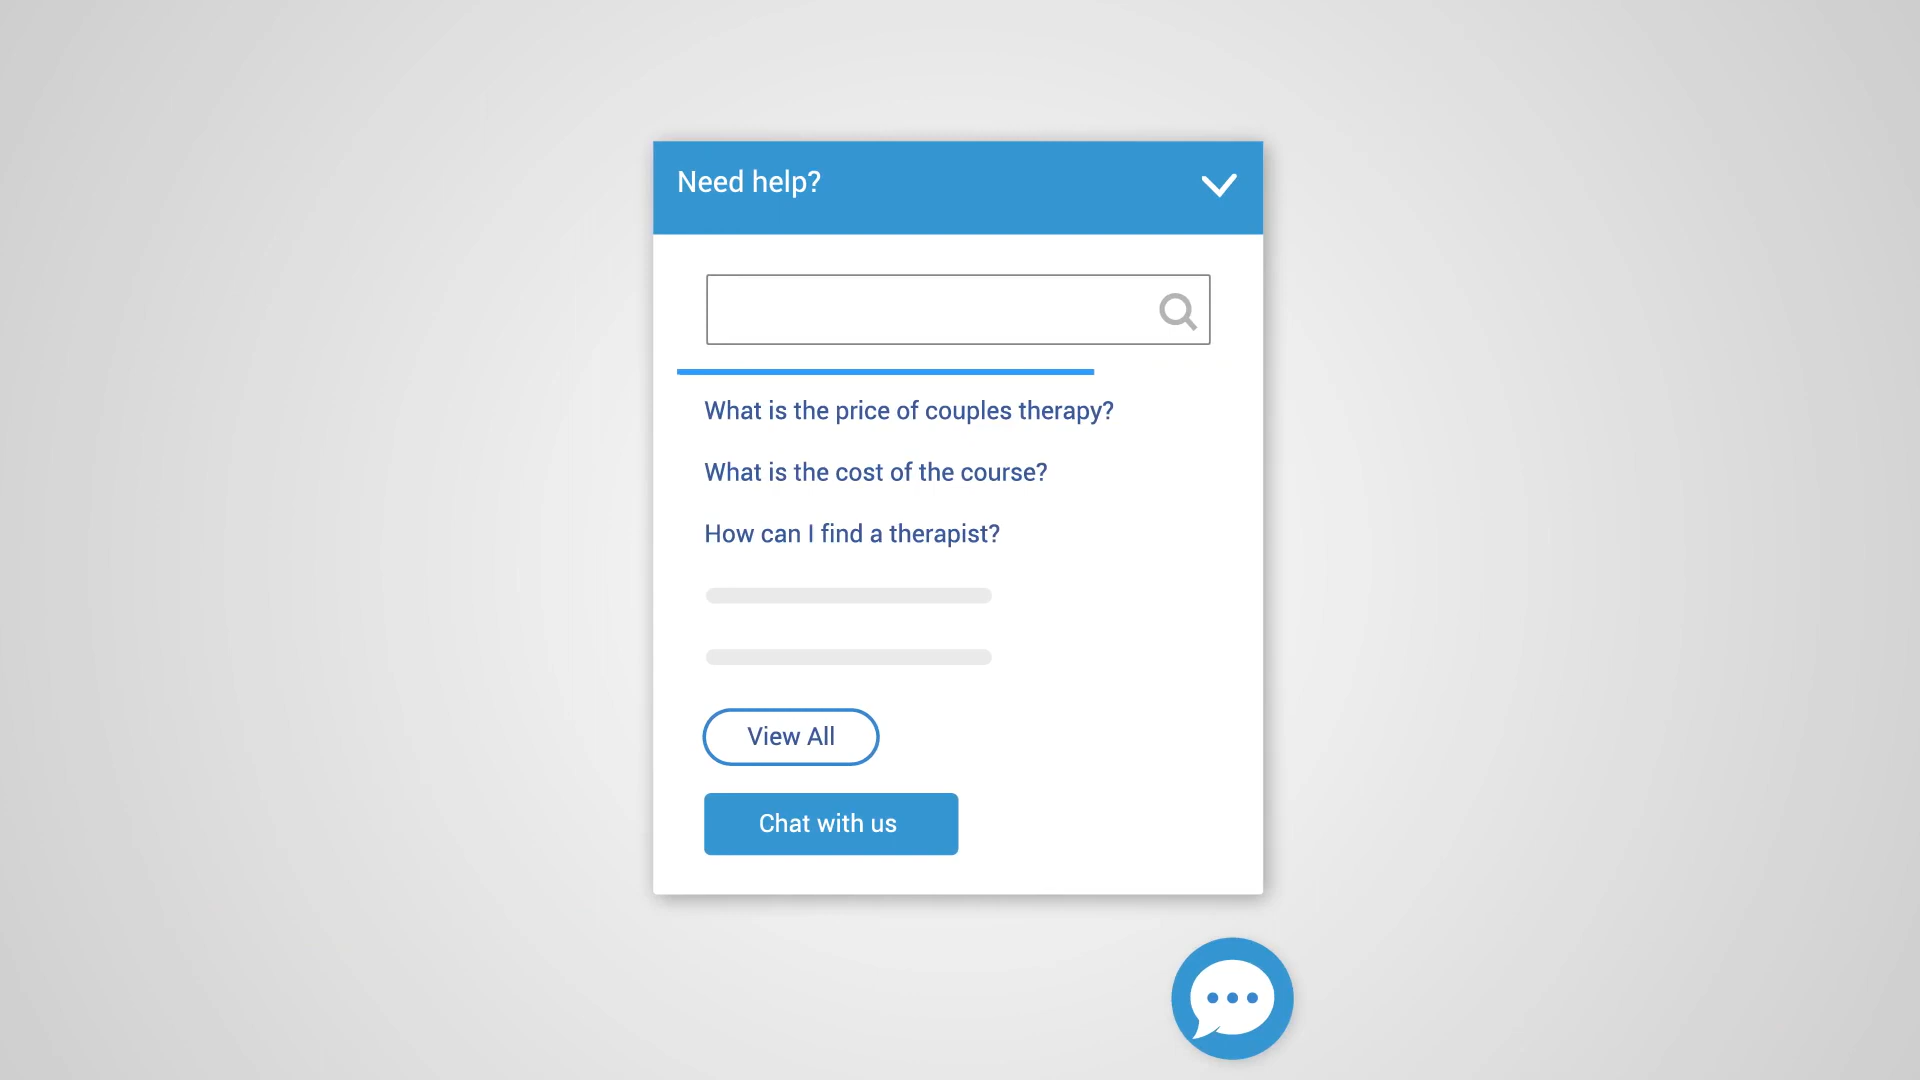 Need help?
What is the price of couples therapy?
What is the cost of the course?
How can I find a therapist?
View All
Chat with us